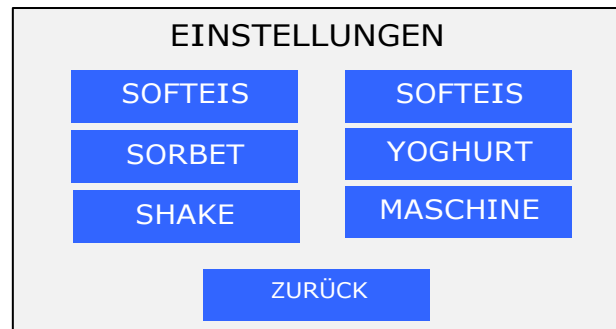 EINSTELLUNGEN
SOFTEIS SOFTEIS
SORBET YOGHURT
SHAKE MASCHINE
ZURÜCK